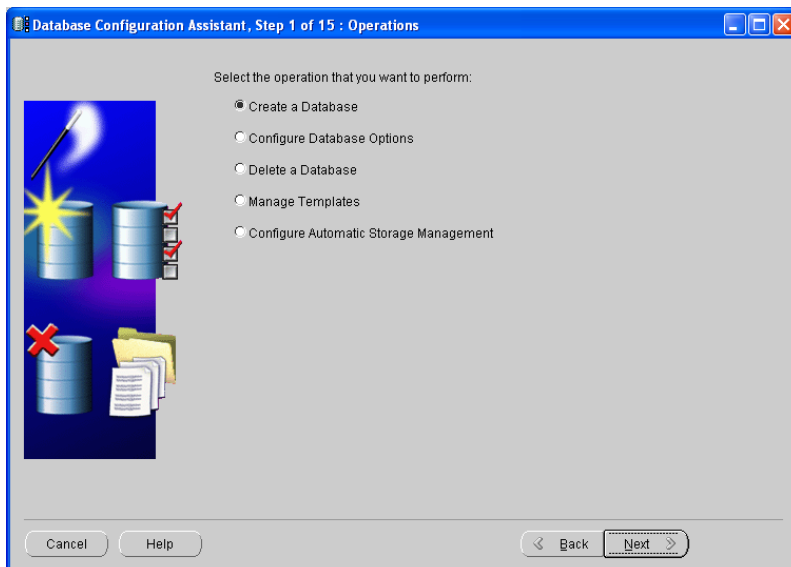 Database Configuration Assistant, Step 1 of 15 : Operations
Select the operation that you want to perform:
Create a Database
Configure Database Options
Delete a Database
Manage Templates
Configure Automatic Storage Management
Cancel
Help
Back
Next